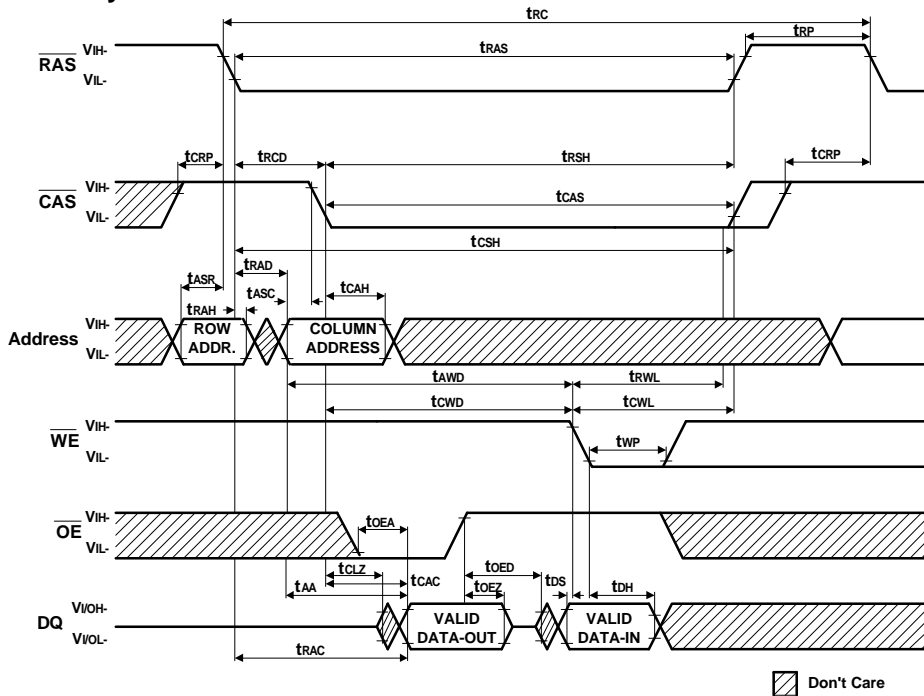 tRC
tRP
tRAS
RAS
VIH-
VIL-
tCRP
tRCD
tRSH
tCRP
CAS
VIH-
VIL-
tCAS
tCSH
tRAD
tASR
tASC
tCAH
tRAH
Address
VIH-
VIL-
ROW
ADDR.
COLUMN
ADDRESS
tAWD
tRWL
tCWD
tCWL
WE
VIH-
VIL-
tWP
OE
VIH-
VIL-
tOEA
tCLZ
tCAC
tOED
tAA
tOEZ
tDS
tDH
DQ
VI/OH-
VI/OL-
VALID
DATA-OUT
VALID
DATA-IN
tRAC
Don't Care